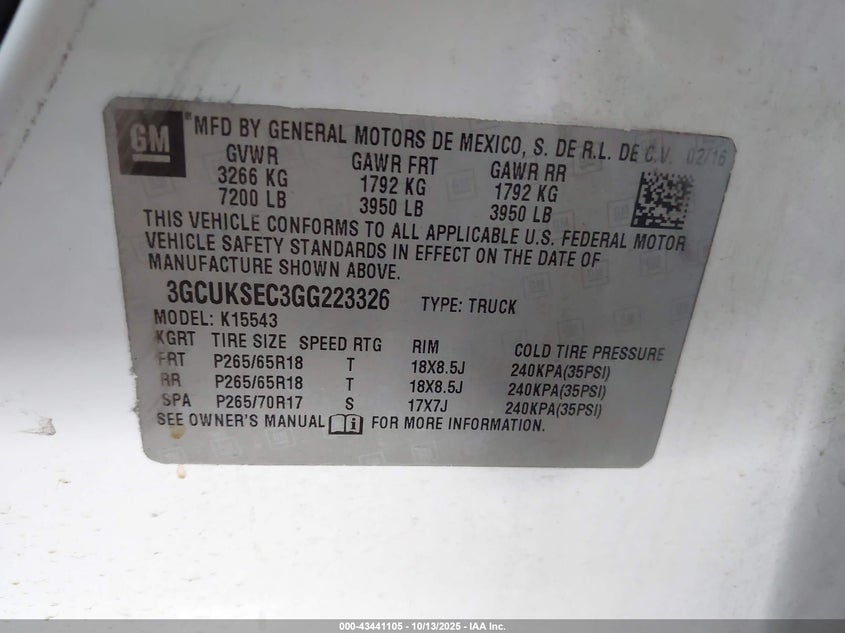 GM MFD BY GENERAL MOTORS DE MEXICO, S. DE R.L. DE C.V. 02/16
GVWR GAWR FRT GAWR RR
3266 KG 1792 KG 1792 KG
7200 LB 3950 LB 3950 LB
THIS VEHICLE CONFORMS TO ALL APPLICABLE U.S. FEDERAL MOTOR
VEHICLE SAFETY STANDARDS IN EFFECT ON THE DATE OF
MANUFACTURE SHOWN ABOVE.
3GCUKSEC3GG223326 TYPE: TRUCK
MODEL: K15543
KGRT TIRE SIZE SPEED RTG RIM COLD TIRE PRESSURE
FRT P265/65R18 T 18X8.5J 240KPA(35PSI)
RR P265/65R18 T 18X8.5J 240KPA(35PSI)
SPA P265/70R17 S 17X7J 240KPA(35PSI)
SEE OWNER'S MANUAL FOR MORE INFORMATION.
000-43441105 - 10/13/2025 - IAA Inc.